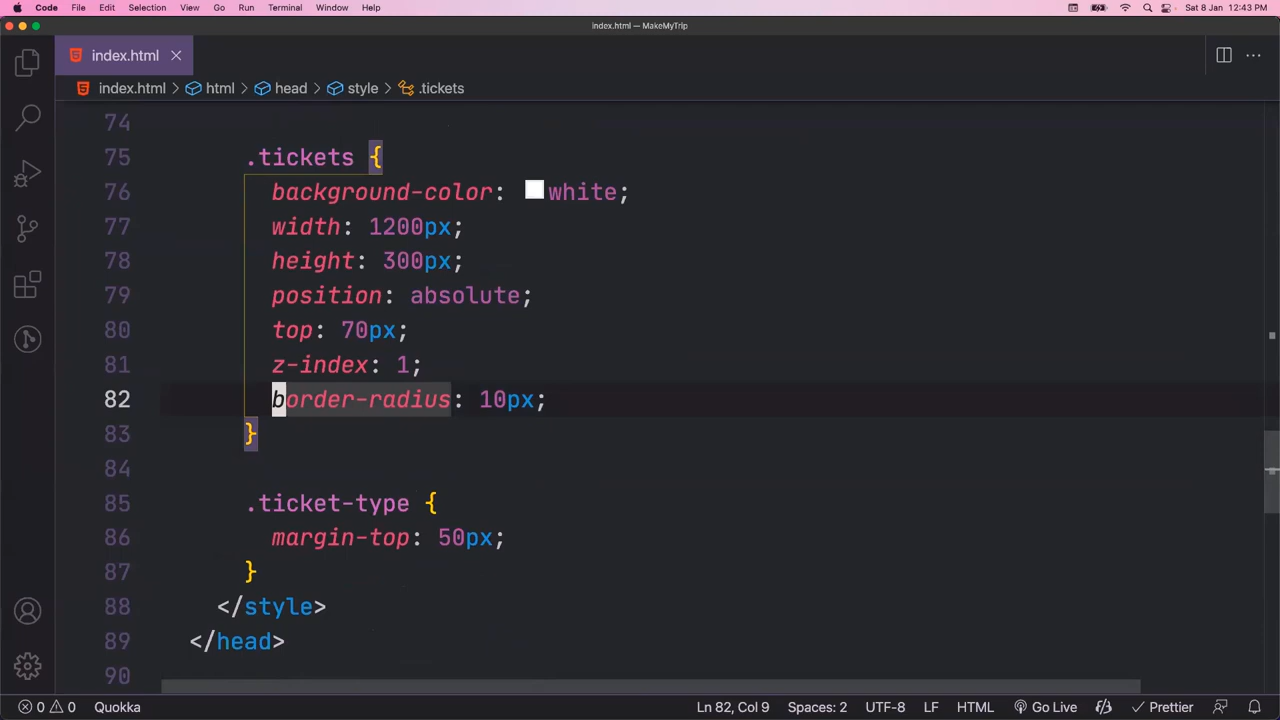 Code File Edit Selection View Go Run Terminal Window Help Sat 8 Jan 12:43 PM
index.html — MakeMyTrip
index.html
index.html > html > head > style > .tickets
74
75 .tickets {
76 background-color: white;
77 width: 1200px;
78 height: 300px;
79 position: absolute;
80 top: 70px;
81 z-index: 1;
82 border-radius: 10px;
83 }
84
85 .ticket-type {
86 margin-top: 50px;
87 }
88 </style>
89 </head>
90
0 0 Quokka Ln 82, Col 9 Spaces: 2 UTF-8 LF HTML Go Live Prettier